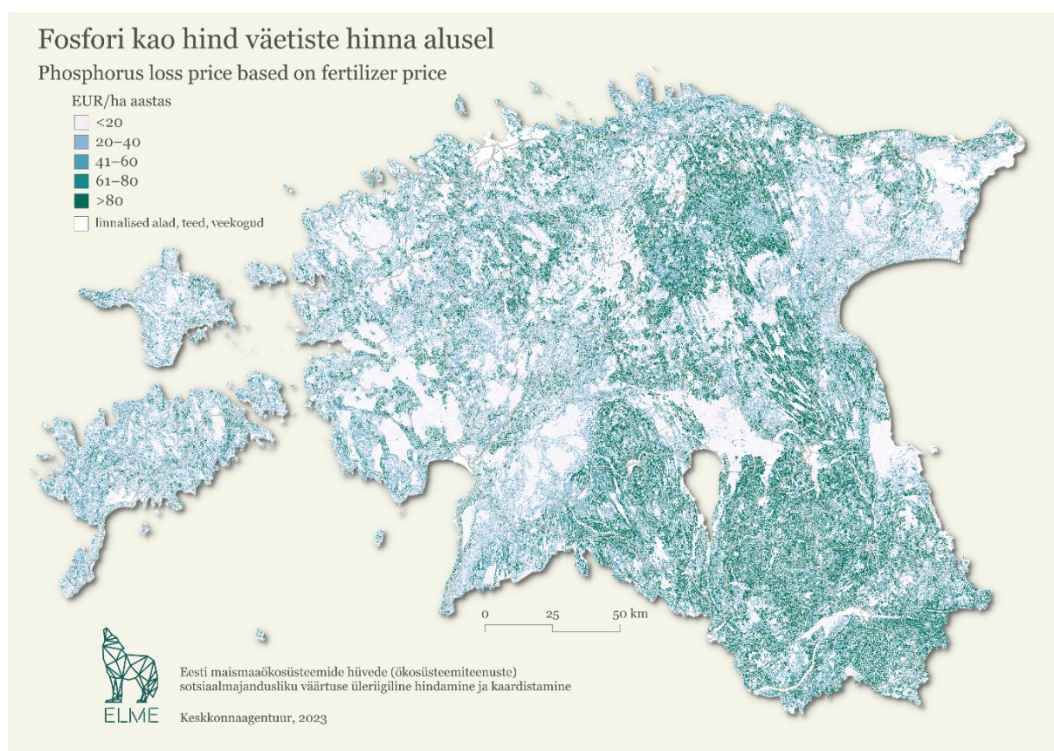 Fosfori kao hind väetiste hinna alusel
Phosphorus loss price based on fertilizer price
EUR/ha aastas
<20
20–40
41–60
61–80
>80
linnalised alad, teed, veekogud
0 25 50 km
Eesti maismaaökosüsteemide hüvede (ökosüsteemiteenuste)
sotsiaalmajandusliku väärtuse üleriigiline hindamine ja kaardistamine
ELME
Keskkonnaagentuur, 2023